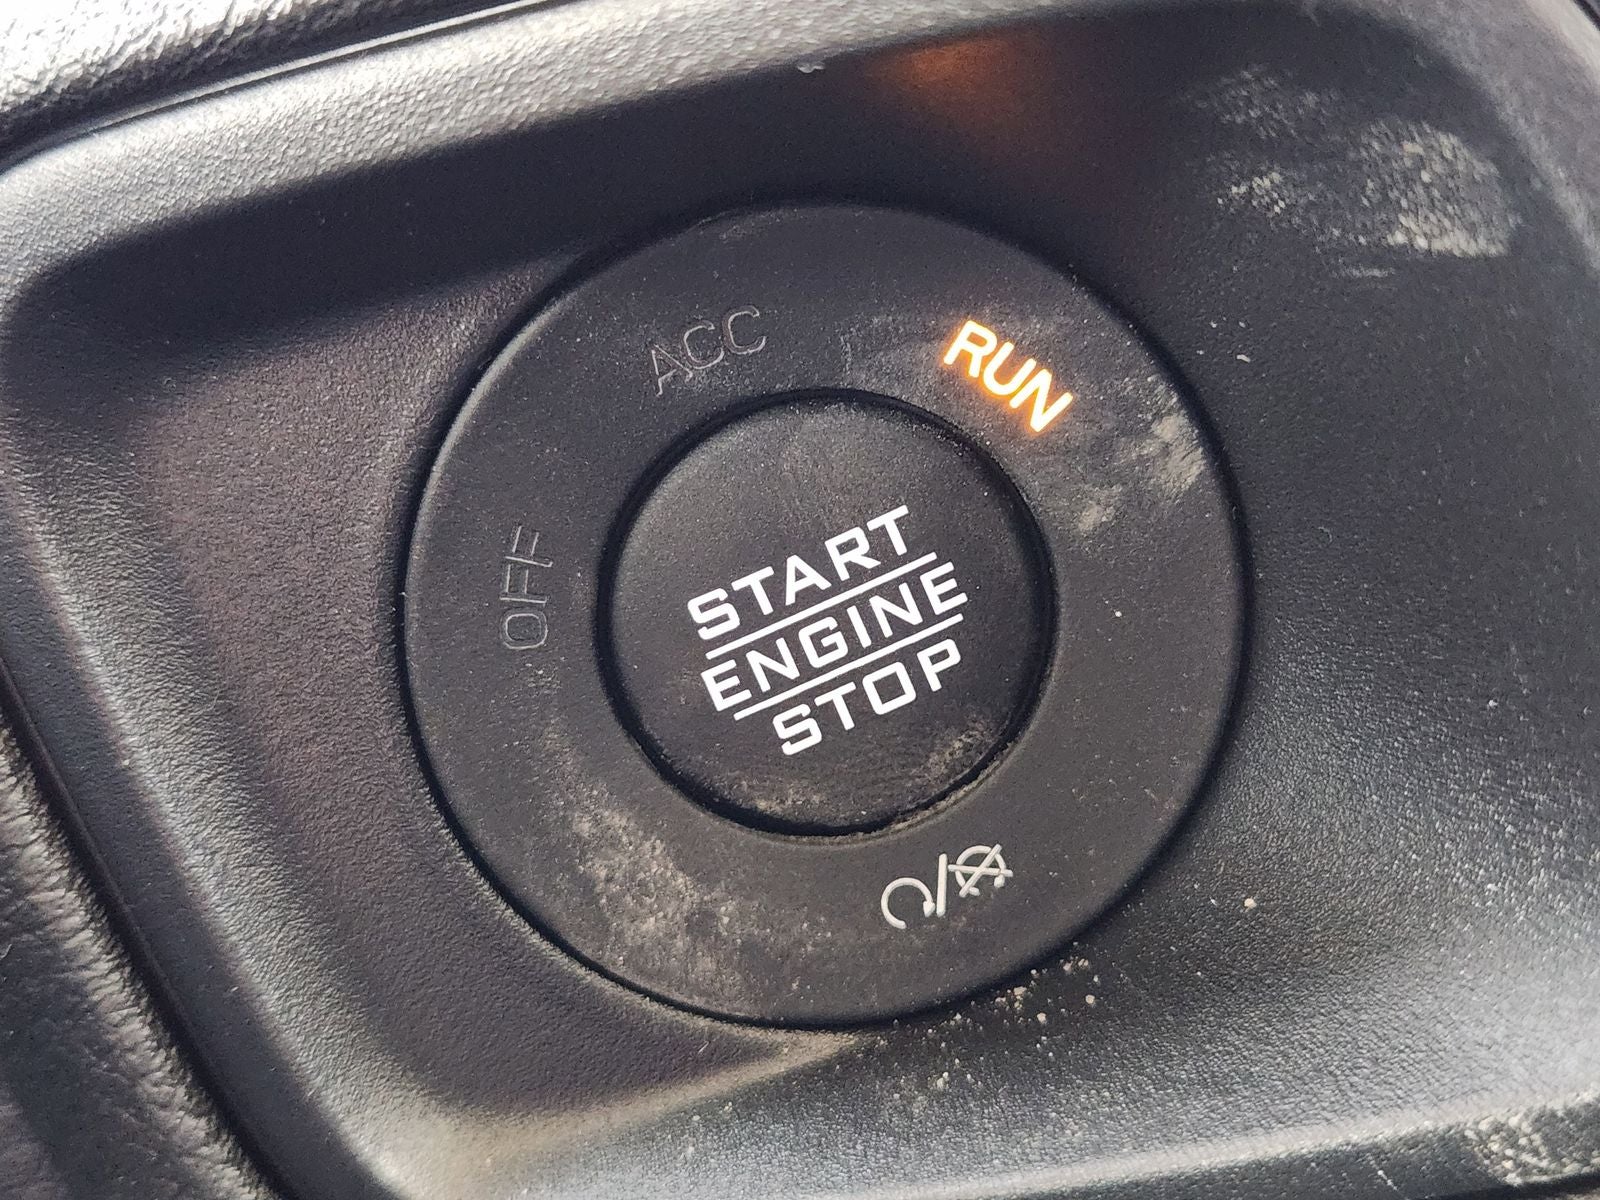 OFF
ACC
RUN
START
ENGINE
STOP